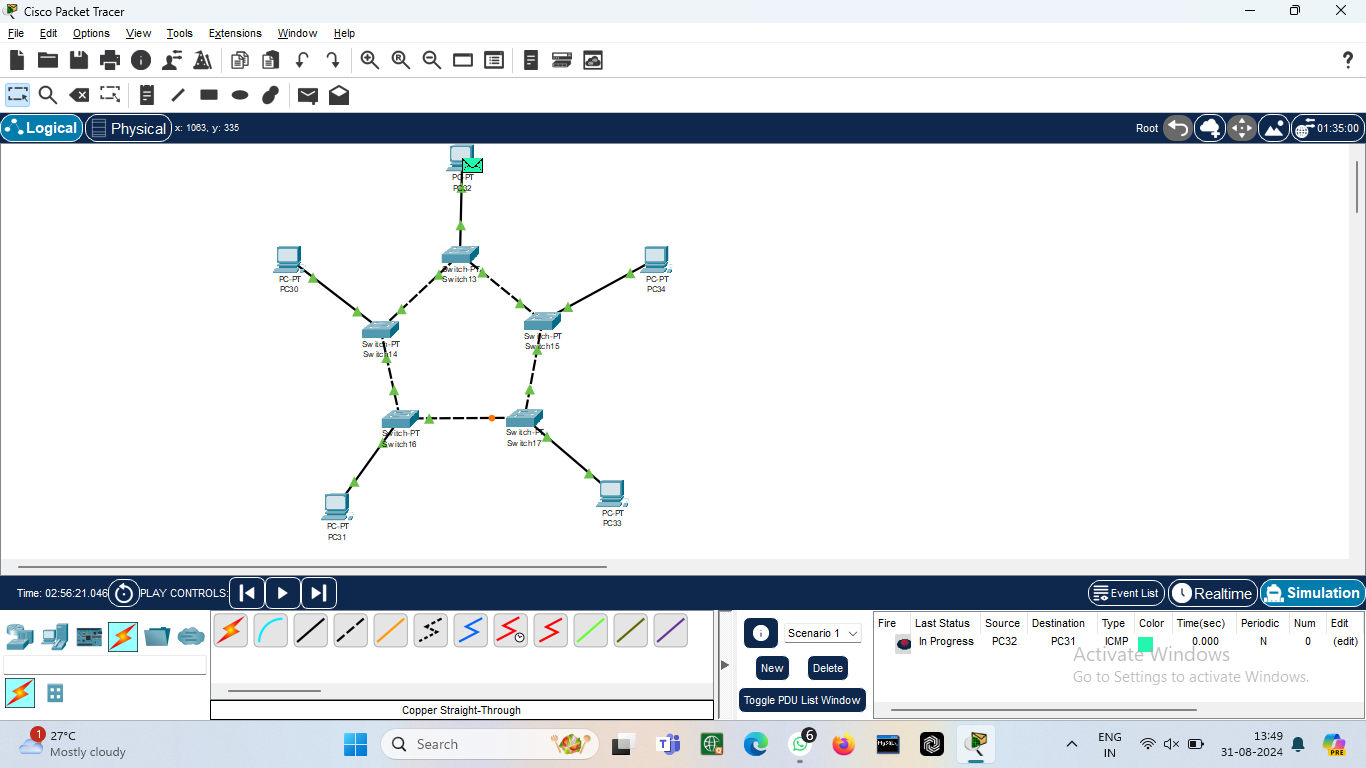 Cisco Packet Tracer
File Edit Options View Tools Extensions Window Help
Logical Physical x: 1063, y: 335 Root 01:35:00
PC-PT
PC32
PC-PT
PC30
Switch-PT
Switch13
PC-PT
PC34
Switch-PT
Switch14
Switch-PT
Switch15
Switch-PT
Switch16
Switch-PT
Switch17
PC-PT
PC31
PC-PT
PC33
Time: 02:56:21.046 PLAY CONTROLS: Event List Realtime Simulation
Scenario 1
New Delete
Toggle PDU List Window
Fire Last Status Source Destination Type Color Time(sec) Periodic Num Edit
In Progress PC32 PC31 ICMP 0.000 N 0 (edit)
Activate Windows
Go to Settings to activate Windows.
Copper Straight-Through
1
27°C
Mostly cloudy
Search
6
MySQL
ENG
IN
13:49
31-08-2024
PRE